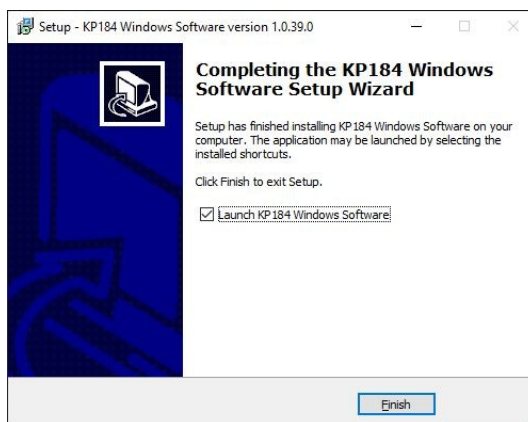 Setup - KP184 Windows Software version 1.0.39.0
Completing the KP184 Windows
Software Setup Wizard
Setup has finished installing KP184 Windows Software on your
computer. The application may be launched by selecting the
installed shortcuts.
Click Finish to exit Setup.
Launch KP184 Windows Software
Finish